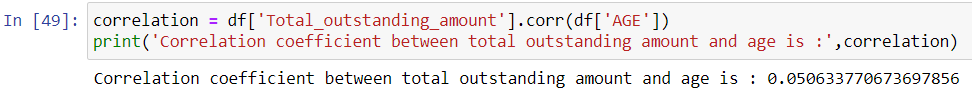 In [49]: correlation = df['Total_outstanding_amount'].corr(df['AGE'])
print('Correlation coefficient between total outstanding amount and age is :',correlation)
Correlation coefficient between total outstanding amount and age is : 0.050633770673697856